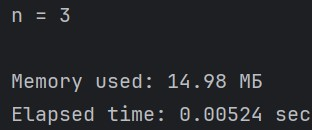 n = 3
Memory used: 14.98 МБ
Elapsed time: 0.00524 sec